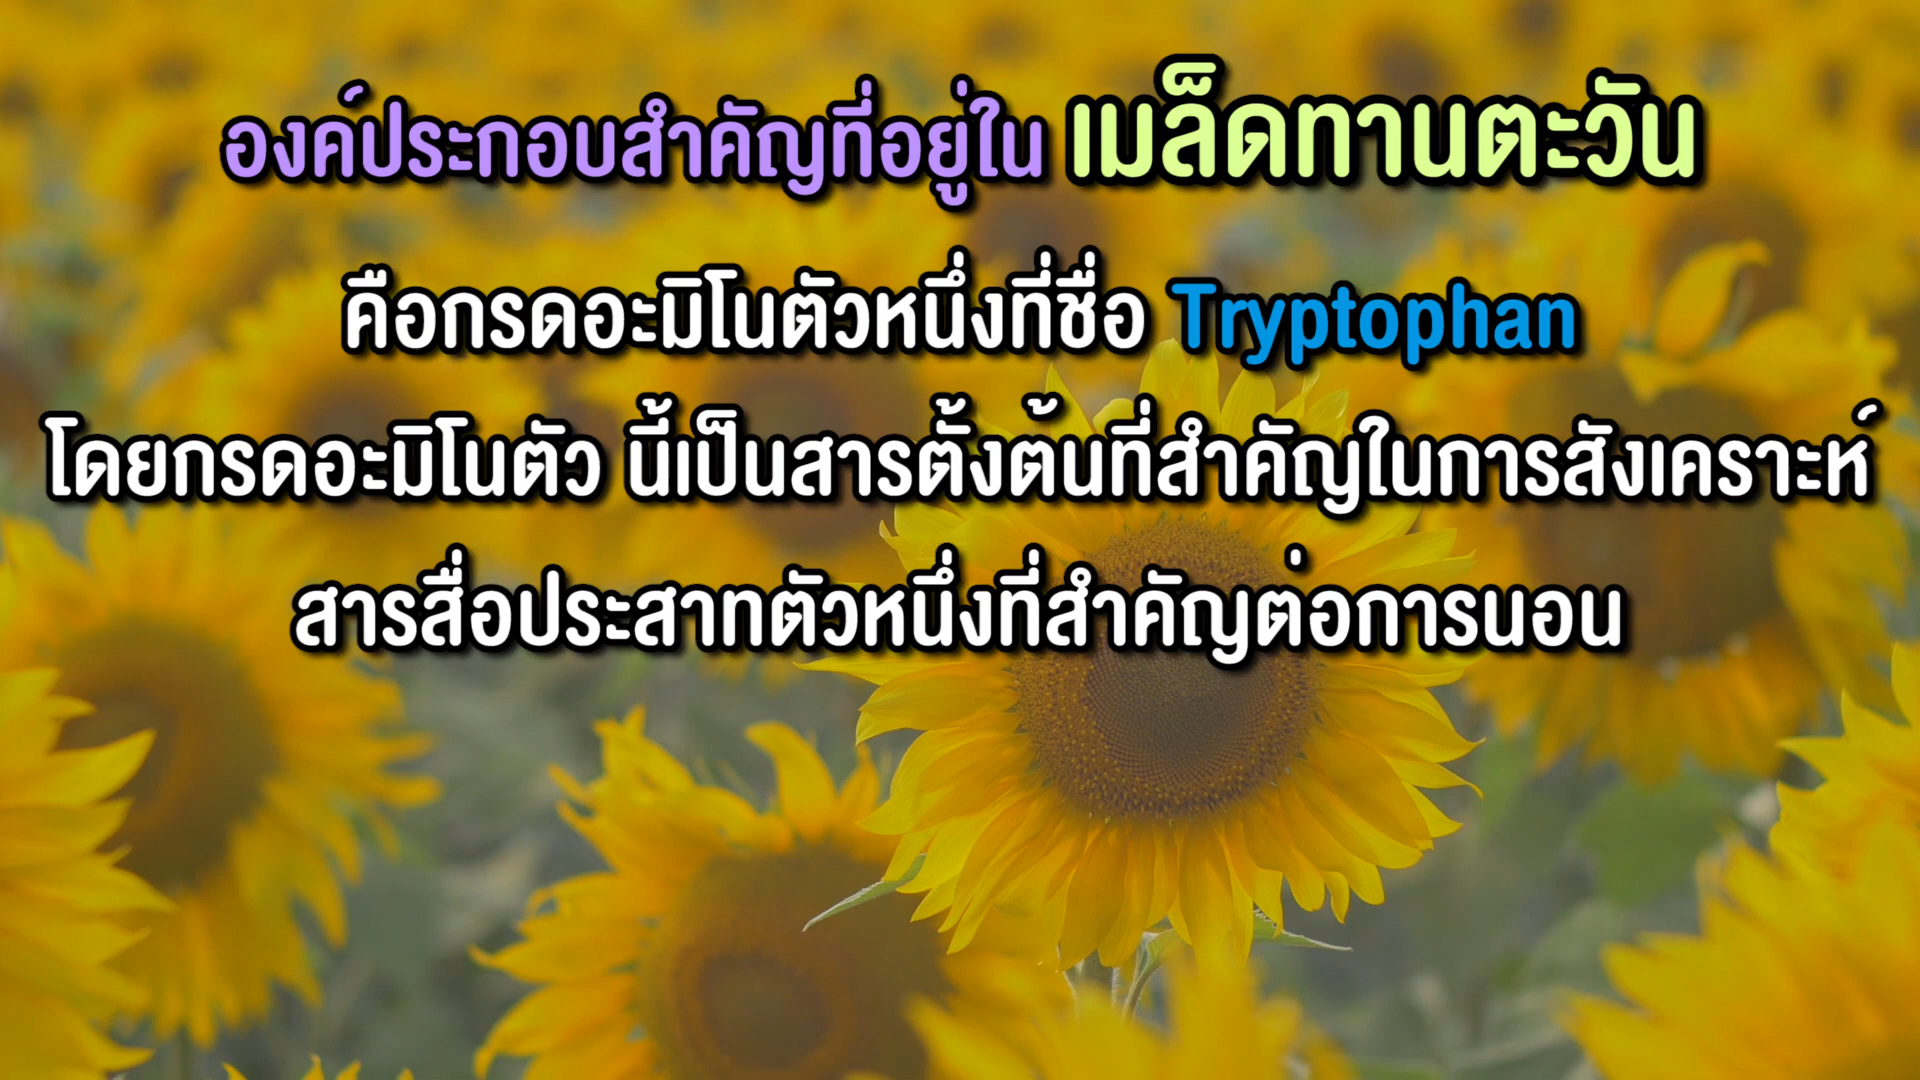 องค์ประกอบสำคัญที่อยู่ใน เมล็ดทานตะวัน
คือกรดอะมิโนตัวหนึ่งที่ชื่อ Tryptophan
โดยกรดอะมิโนตัว นี้เป็นสารตั้งต้นที่สำคัญในการสังเคราะห์
สารสื่อประสาทตัวหนึ่งที่สำคัญต่อการนอน